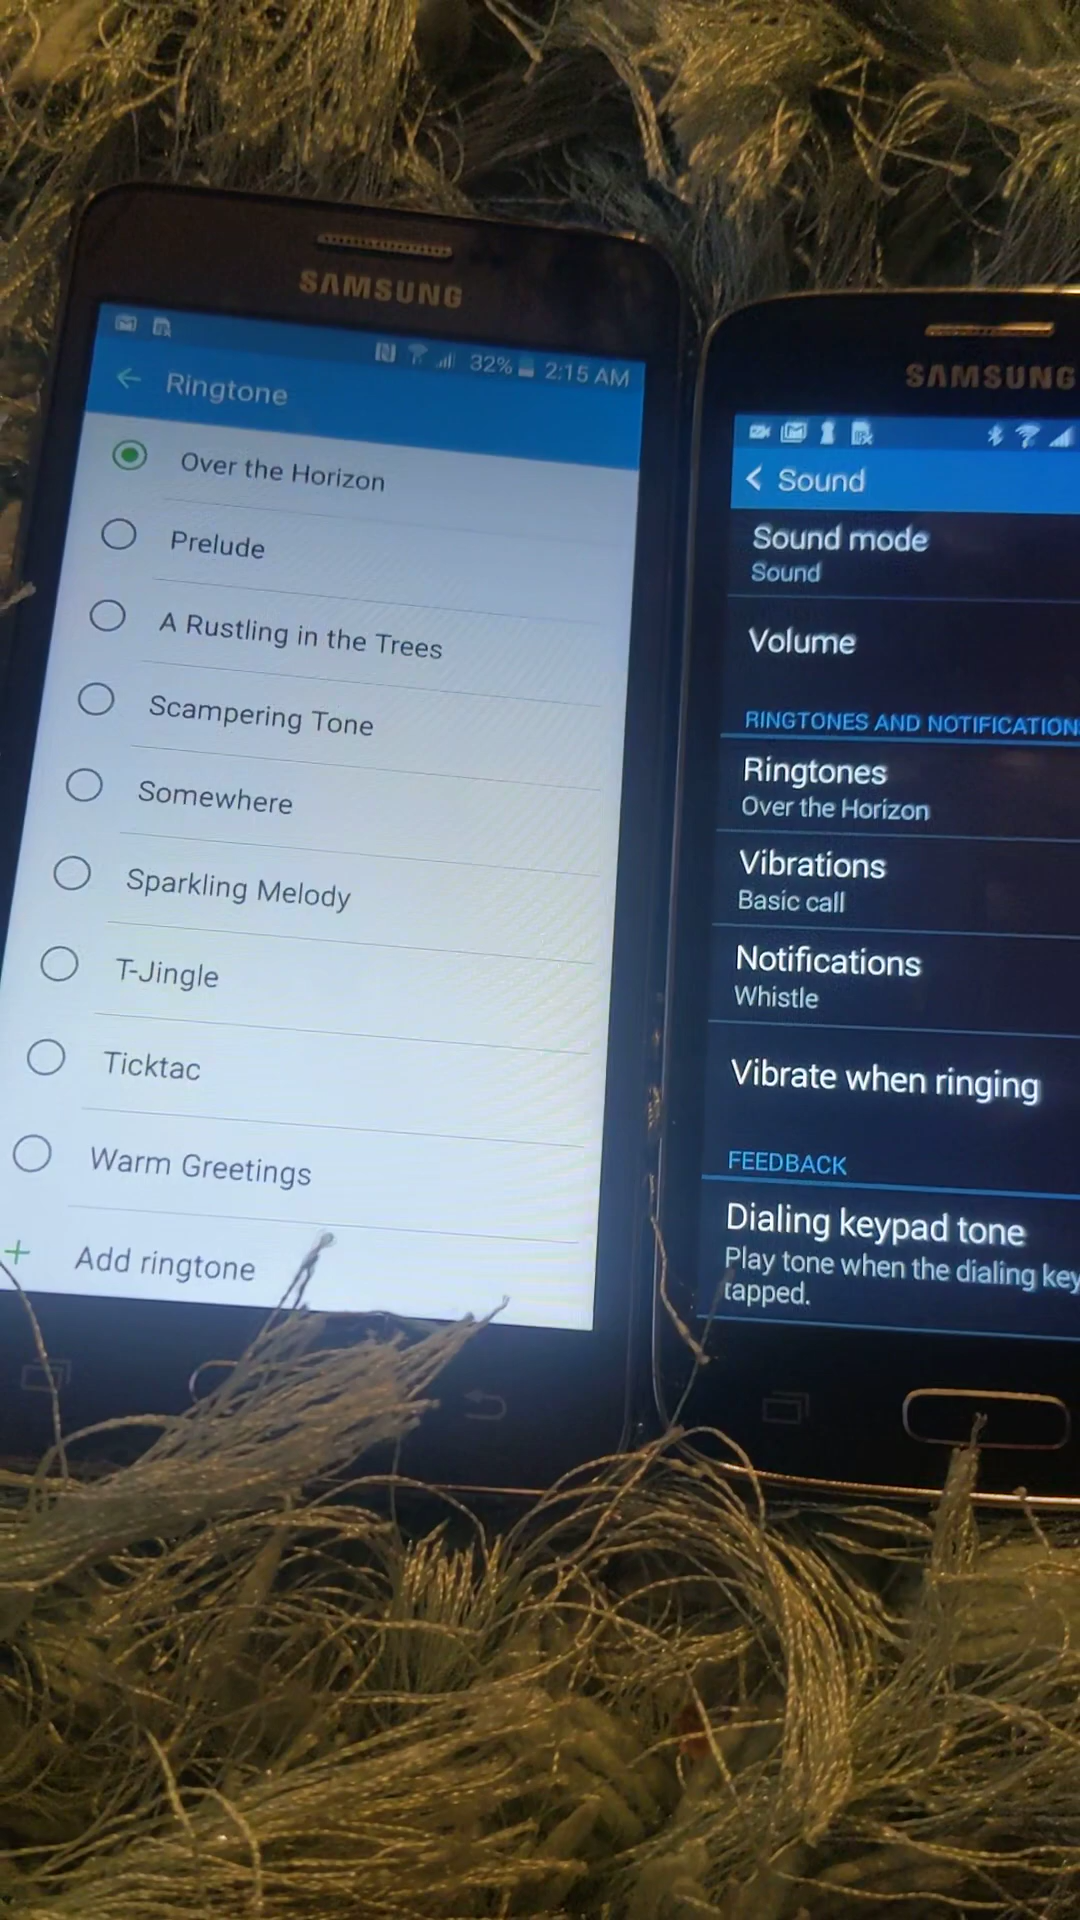 SAMSUNG
32% 2:15 AM
Ringtone
Over the Horizon
Prelude
A Rustling in the Trees
Scampering Tone
Somewhere
Sparkling Melody
T-Jingle
Ticktac
Warm Greetings
+ Add ringtone
SAMSUNG
< Sound
Sound mode
Sound
Volume
RINGTONES AND NOTIFICATIONS
Ringtones
Over the Horizon
Vibrations
Basic call
Notifications
Whistle
Vibrate when ringing
FEEDBACK
Dialing keypad tone
Play tone when the dialing key
tapped.